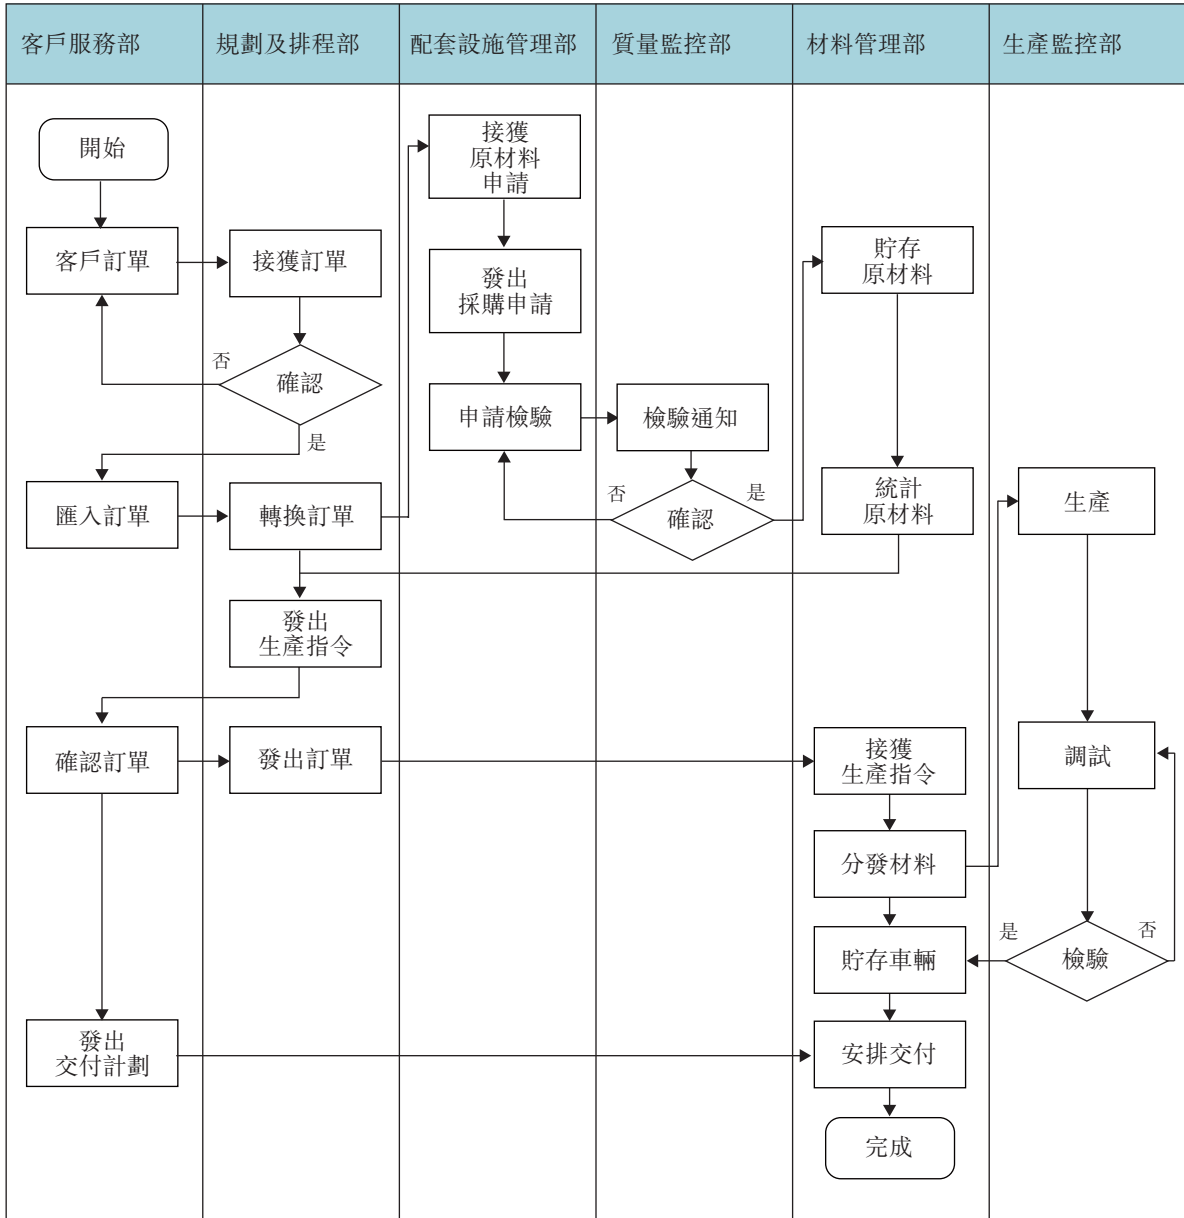 客戶服務部
規劃及排程部
配套設施管理部
質量監控部
材料管理部
生產監控部
開始
接獲
原材料
申請
客戶訂單
接獲訂單
發出
採購申請
貯存
原材料
否
確認
是
申請檢驗
檢驗通知
匯入訂單
轉換訂單
否
確認
是
統計
原材料
生産
發出
生產指令
確認訂單
發出訂單
接獲
生產指令
調試
分發材料
貯存車輛
是
檢驗
否
發出
交付計劃
安排交付
完成